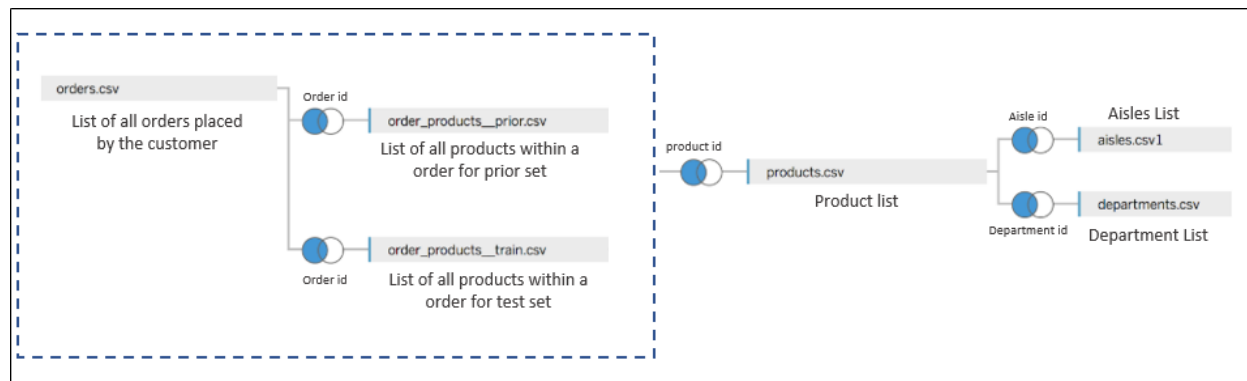 orders.csv
List of all orders placed
by the customer
Order id
order_products__prior.csv
List of all products within a
order for prior set
Order id
order_products__train.csv
List of all products within a
order for test set
product id
products.csv
Product list
Aisle id
Aisles List
aisles.csv1
departments.csv
Department id
Department List